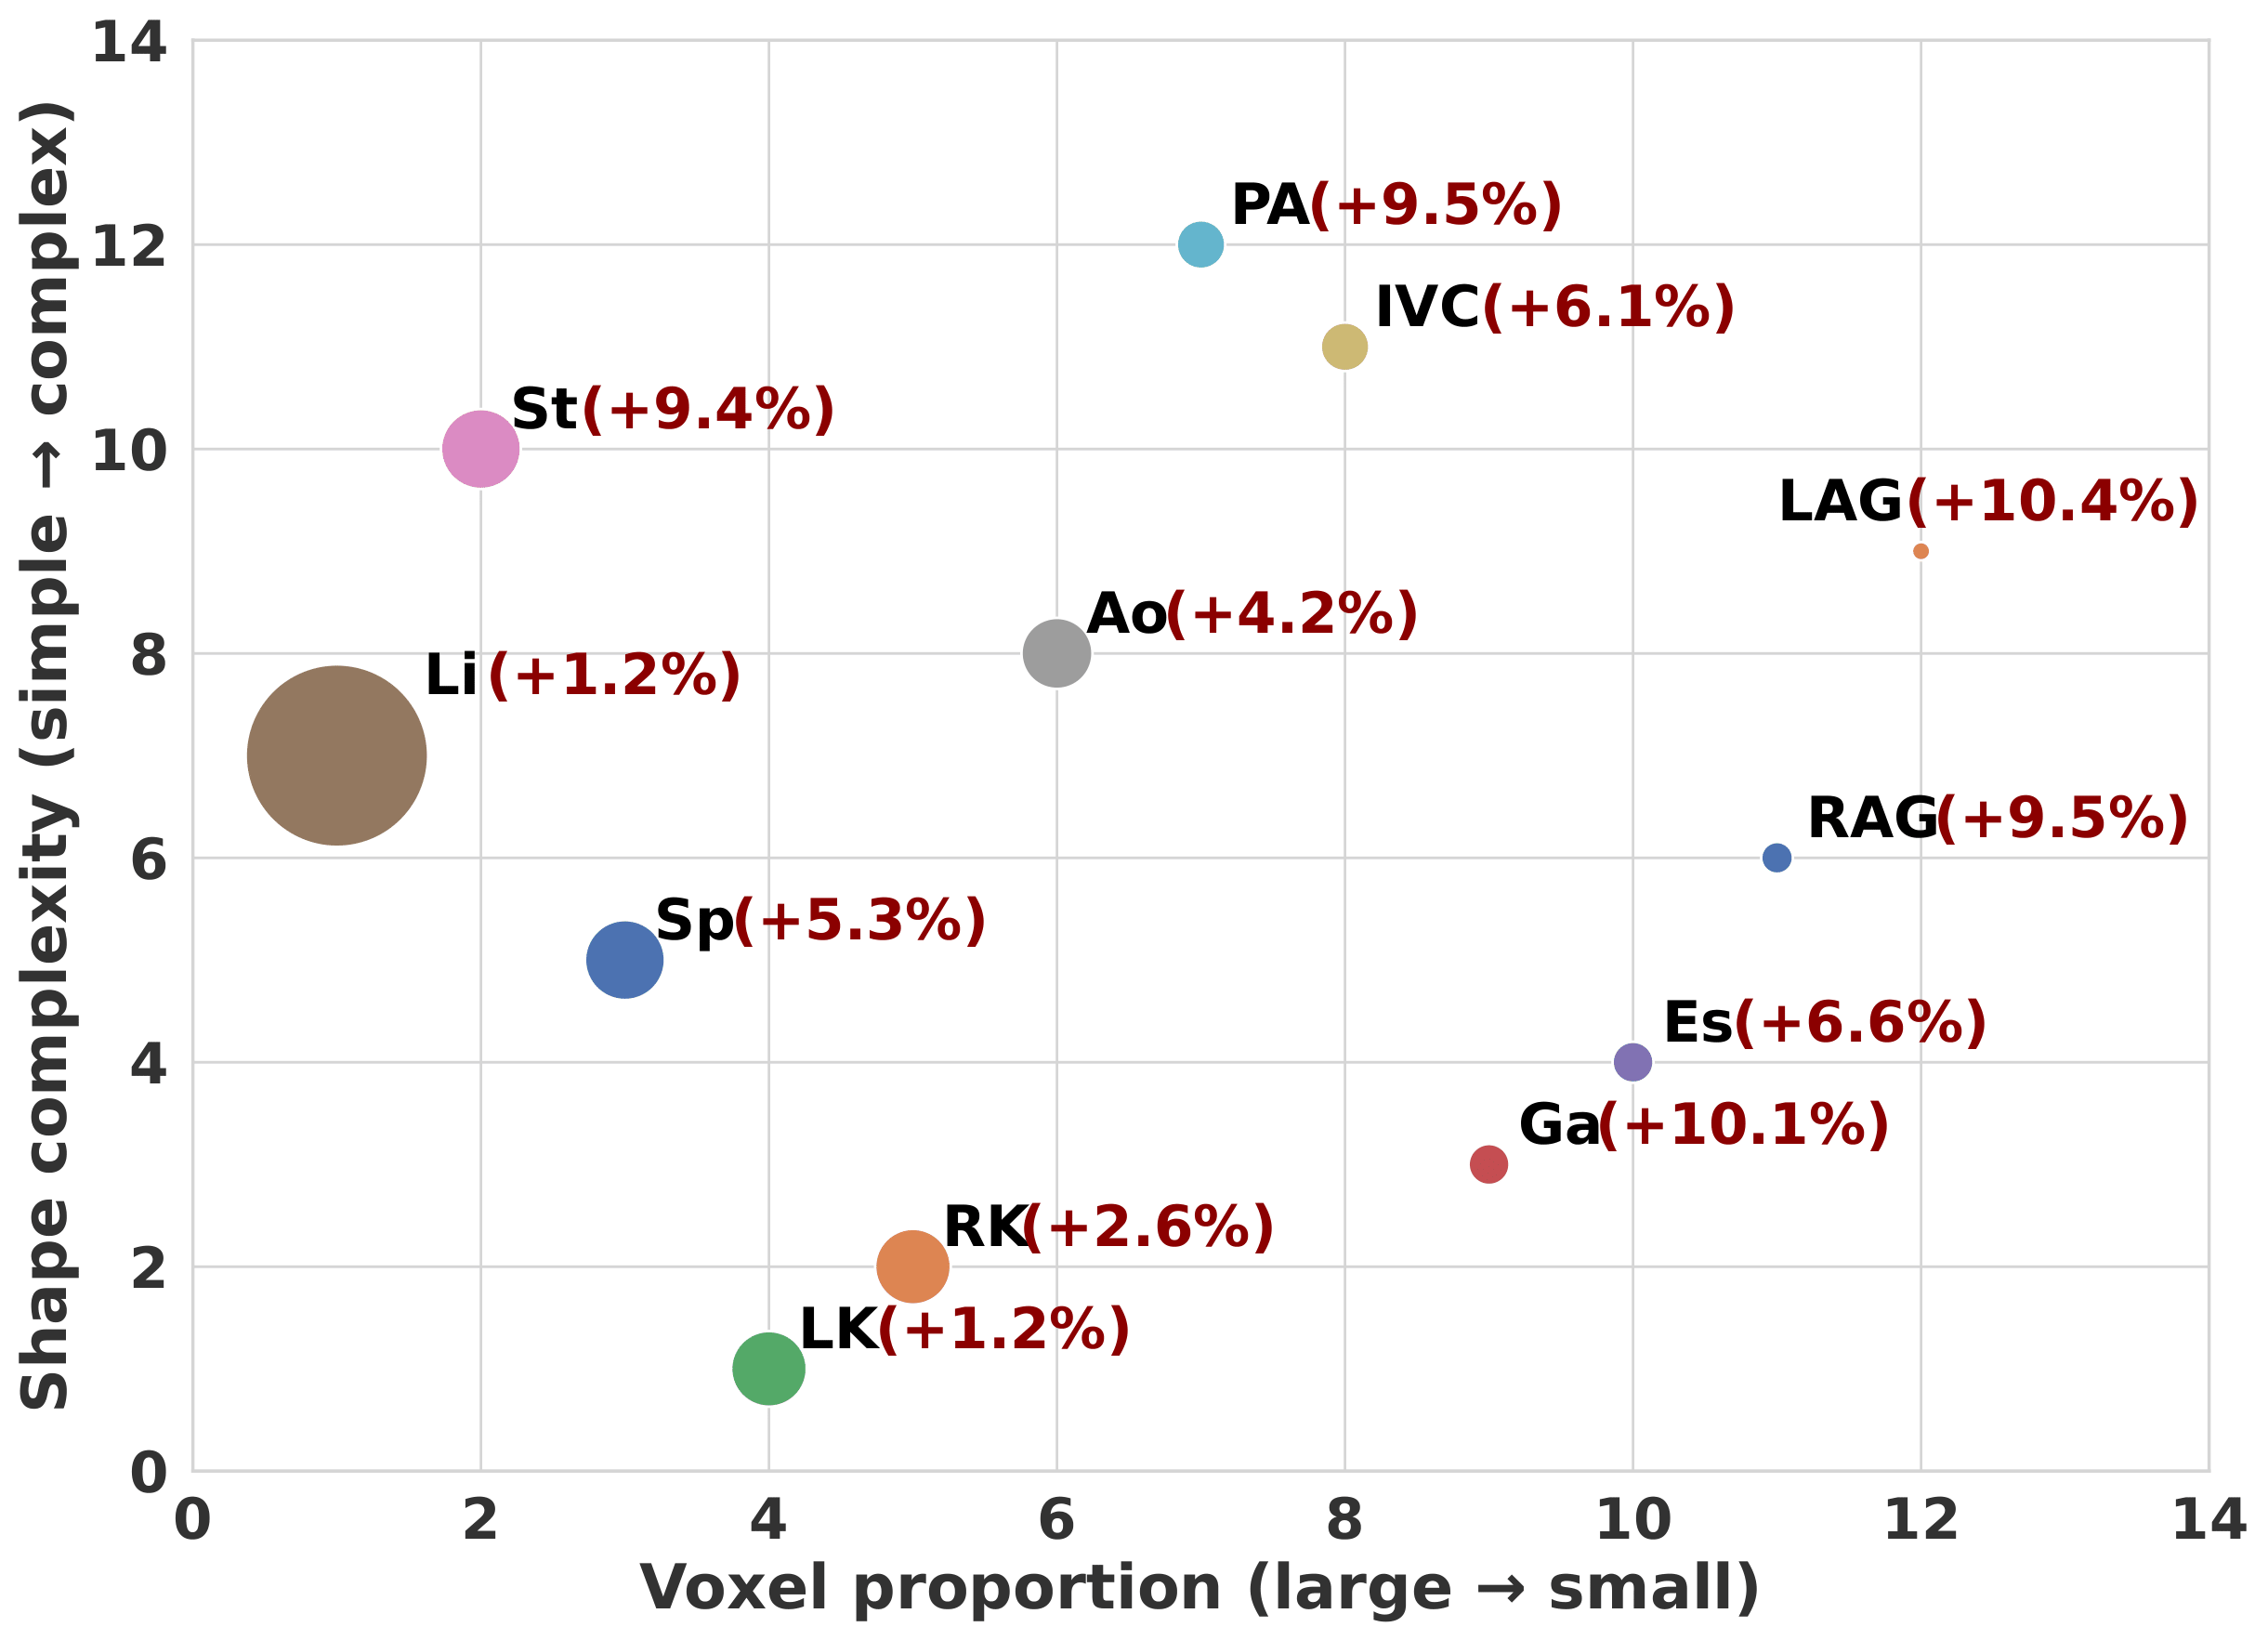 14
12
10
8
6
4
2
0
Shape complexity (simple → complex)
PA (+9.5%)
IVC (+6.1%)
St (+9.4%)
LAG (+10.4%)
Ao (+4.2%)
Li (+1.2%)
RAG (+9.5%)
Sp (+5.3%)
Es (+6.6%)
Ga (+10.1%)
RK (+2.6%)
LK (+1.2%)
0 2 4 6 8 10 12 14
Voxel proportion (large → small)